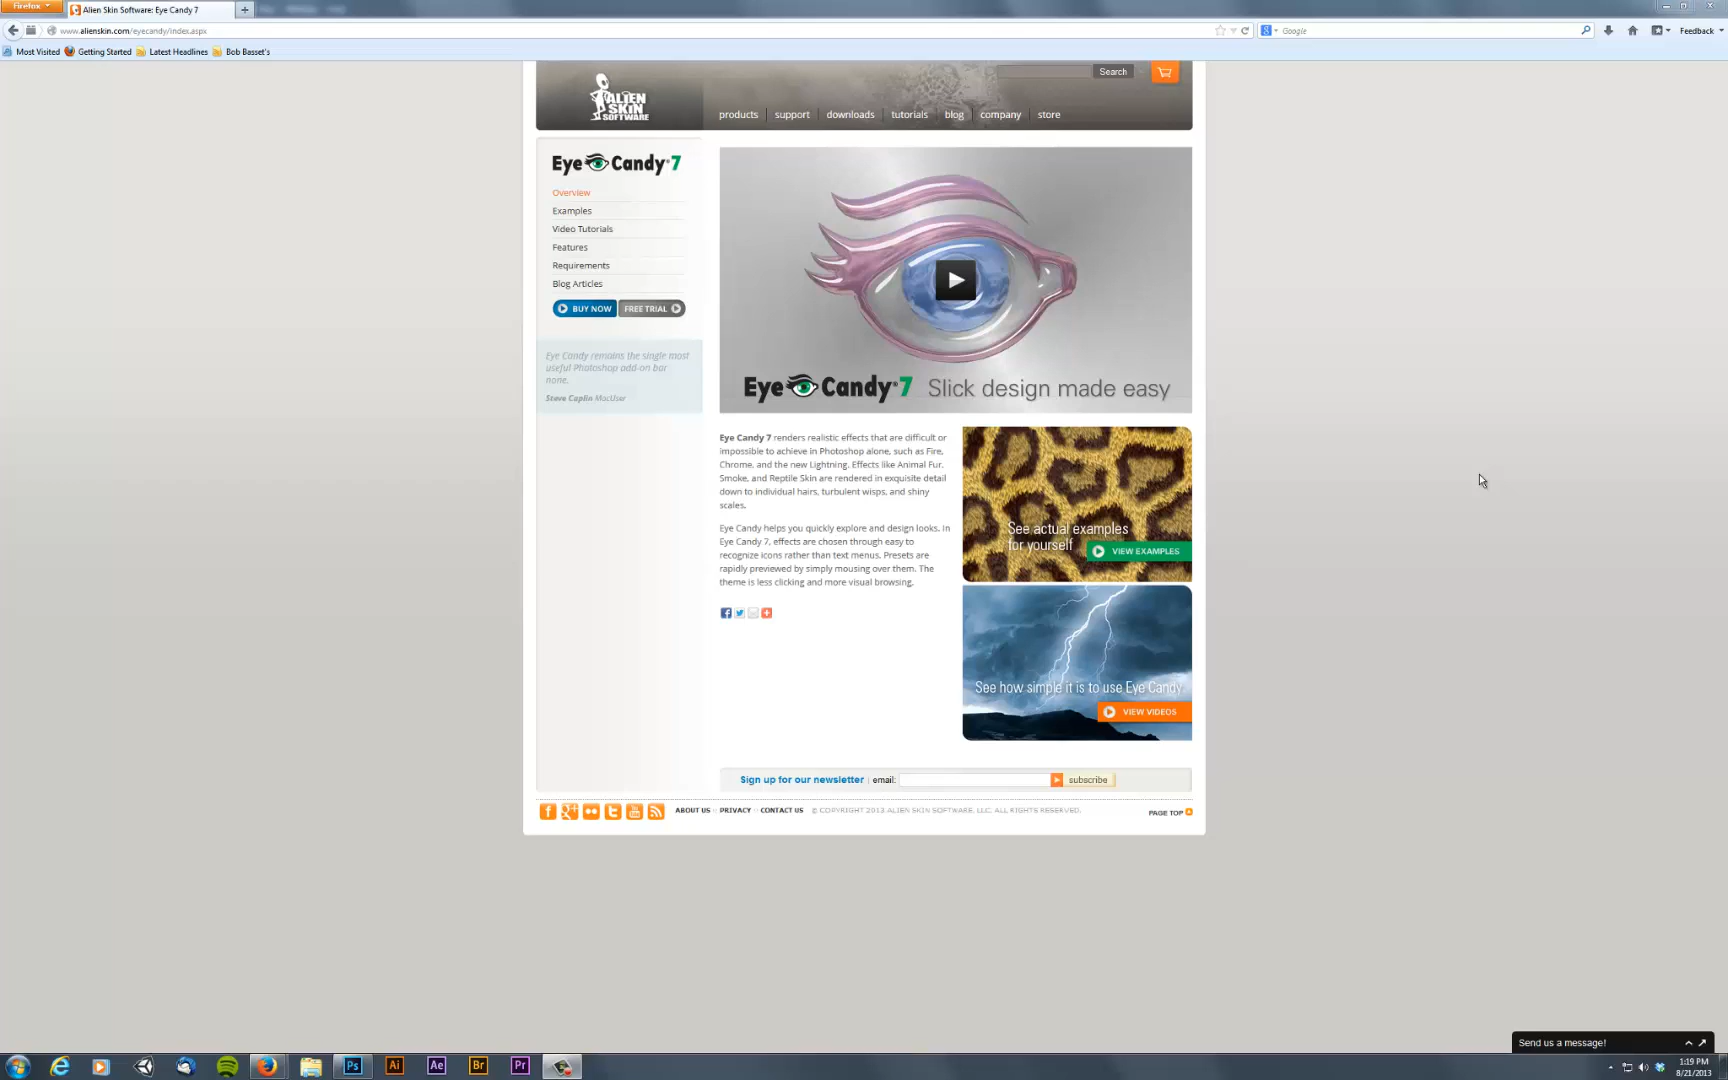 Firefox
Alien Skin Software: Eye Candy 7
www.alienskin.com/eyecandy/index.aspx
Google
Feedback
Most Visited Getting Started Latest Headlines Bob Basset's
ALIEN SKIN SOFTWARE
Search
products support downloads tutorials blog company store
Eye Candy 7
Overview
Examples
Video Tutorials
Features
Requirements
Blog Articles
BUY NOW FREE TRIAL
Eye Candy remains the single most
useful Photoshop add-on bar
none.
Steve Caplin MacUser
Eye Candy 7 Slick design made easy
Eye Candy 7 renders realistic effects that are difficult or
impossible to achieve in Photoshop alone, such as Fire,
Chrome, and the new Lightning. Effects like Animal Fur,
Smoke, and Reptile Skin are rendered in exquisite detail
down to individual hairs, turbulent wisps, and shiny
scales.
Eye Candy helps you quickly explore and design looks. In
Eye Candy 7, effects are chosen through easy to
recognize icons rather than text menus. Presets are
rapidly previewed by simply mousing over them. The
theme is less clicking and more visual browsing.
See actual examples
for yourself
VIEW EXAMPLES
See how simple it is to use Eye Candy
VIEW VIDEOS
Sign up for our newsletter | email: subscribe
ABOUT US :: PRIVACY :: CONTACT US © COPYRIGHT 2013 ALIEN SKIN SOFTWARE, LLC. ALL RIGHTS RESERVED.
PAGE TOP
Send us a message!
Ps Ai Ae Br Pr
1:19 PM
8/21/2013